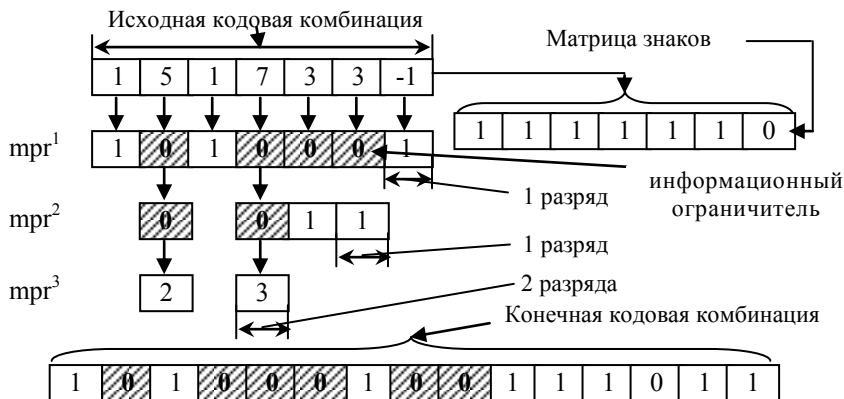 Исходная кодовая комбинация
Матрица знаков
1 5 1 7 3 3 -1
1 1 1 1 1 1 0
mpr¹ 1 0 1 0 0 0 1
информационный
ограничитель
1 разряд
mpr² 0 0 1 1
1 разряд
mpr³ 2 3
2 разряда
Конечная кодовая комбинация
1 0 1 0 0 0 1 0 0 1 1 1 0 1 1